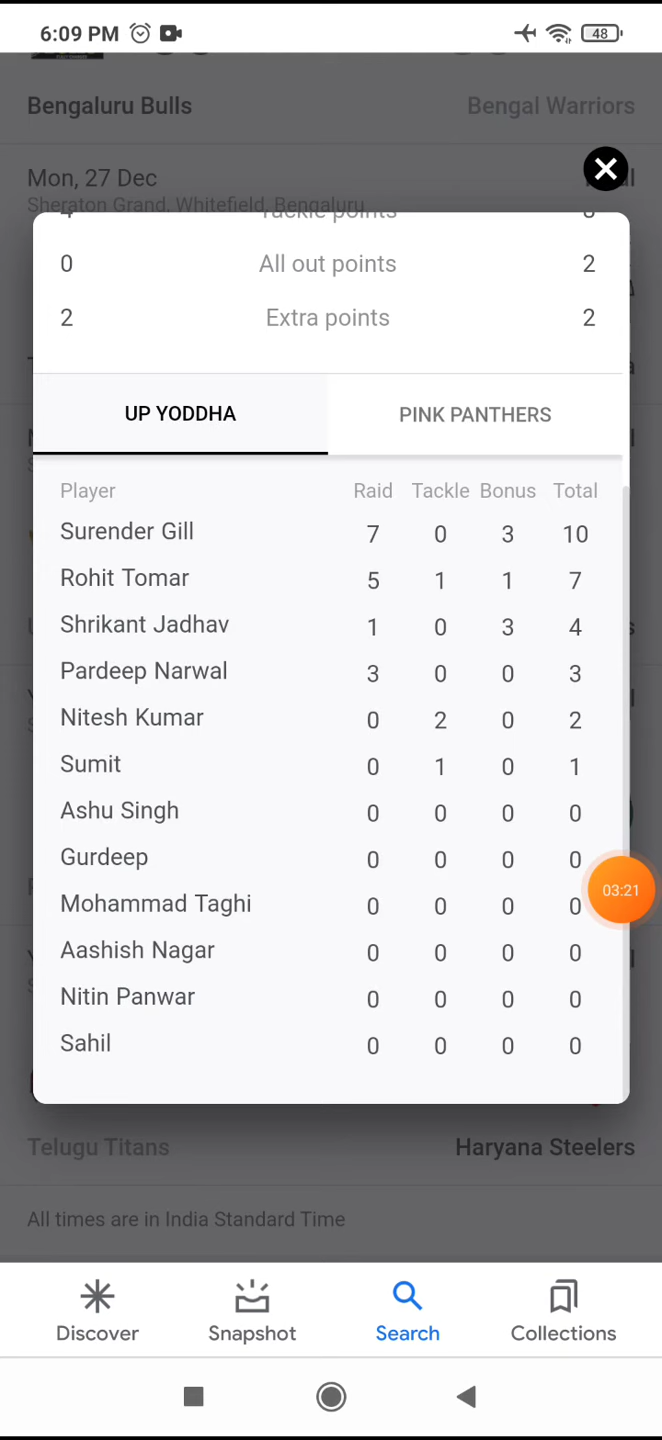 6:09 PM 48
Bengaluru Bulls Bengal Warriors
Mon, 27 Dec
Sheraton Grand, Whitefield, Bengaluru
Tackle points
0 All out points 2
2 Extra points 2
UP YODDHA PINK PANTHERS
Player Raid Tackle Bonus Total
Surender Gill 7 0 3 10
Rohit Tomar 5 1 1 7
Shrikant Jadhav 1 0 3 4
Pardeep Narwal 3 0 0 3
Nitesh Kumar 0 2 0 2
Sumit 0 1 0 1
Ashu Singh 0 0 0 0
Gurdeep 0 0 0 0
03:21
Mohammad Taghi 0 0 0 0
Aashish Nagar 0 0 0 0
Nitin Panwar 0 0 0 0
Sahil 0 0 0 0
Telugu Titans Haryana Steelers
All times are in India Standard Time
Discover Snapshot Search Collections